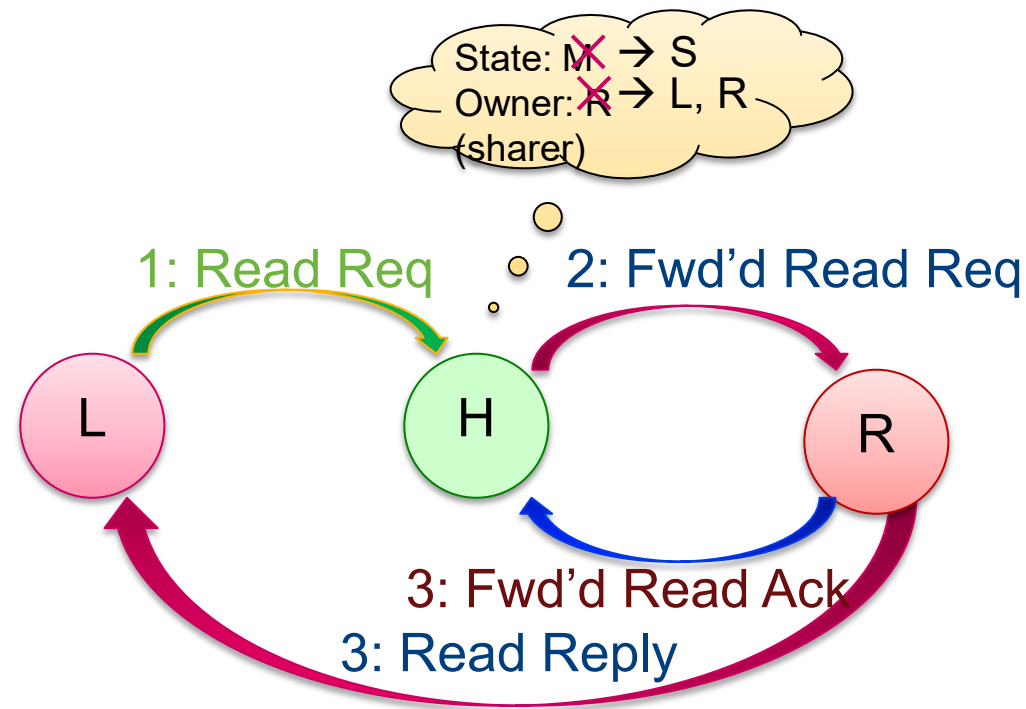 State: M → S
Owner: R → L, R
(sharer)
1: Read Req
2: Fwd’d Read Req
L
H
R
3: Fwd’d Read Ack
3: Read Reply